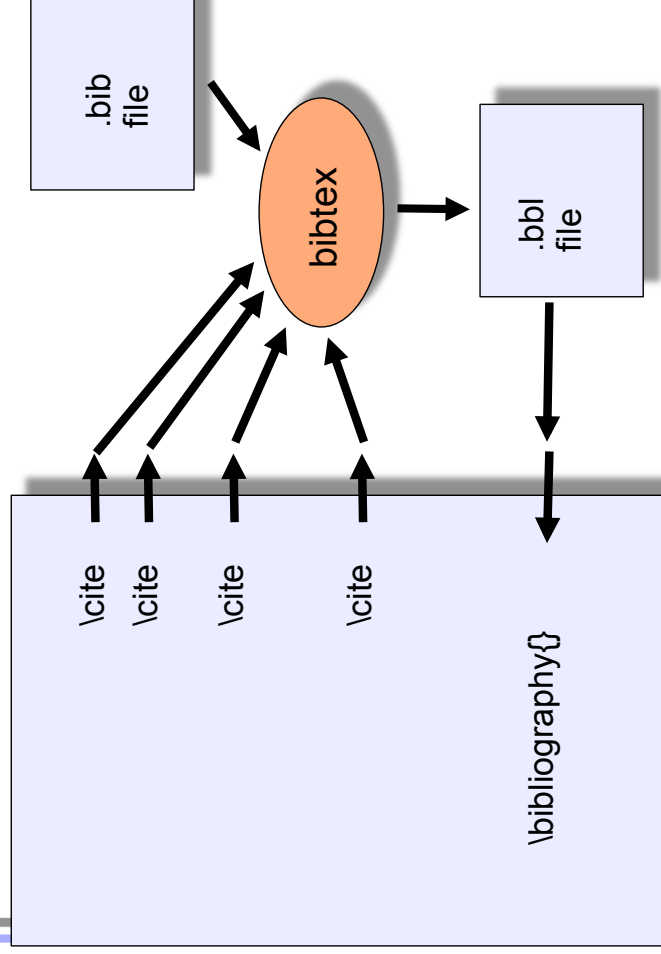 \cite
\cite
\cite
\cite
\bibliography{}
bibtex
.bib
file
.bbl
file